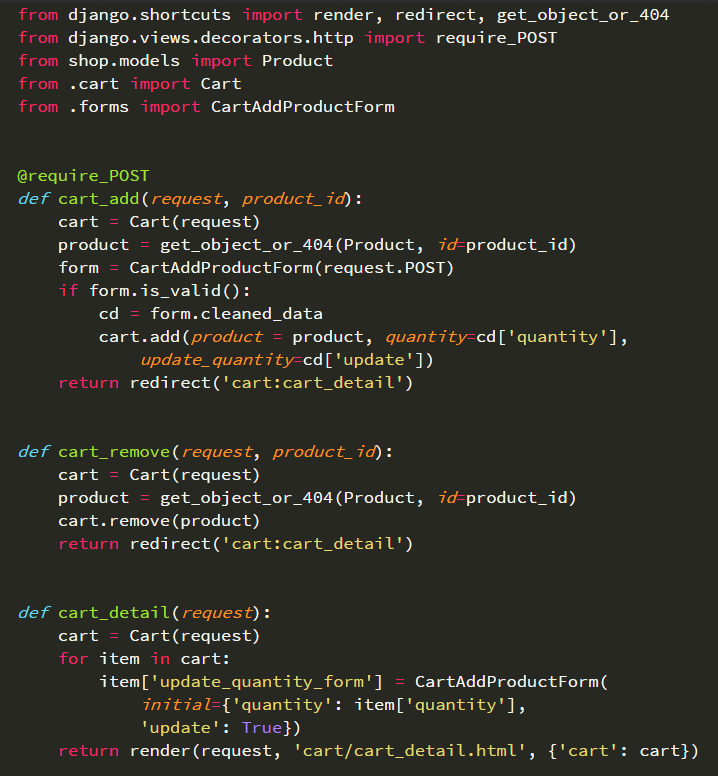 from django.shortcuts import render, redirect, get_object_or_404
from django.views.decorators.http import require_POST
from shop.models import Product
from .cart import Cart
from .forms import CartAddProductForm
@require_POST
def cart_add(request, product_id):
    cart = Cart(request)
    product = get_object_or_404(Product, id=product_id)
    form = CartAddProductForm(request.POST)
    if form.is_valid():
        cd = form.cleaned_data
        cart.add(product = product, quantity=cd['quantity'],
            update_quantity=cd['update'])
    return redirect('cart:cart_detail')
def cart_remove(request, product_id):
    cart = Cart(request)
    product = get_object_or_404(Product, id=product_id)
    cart.remove(product)
    return redirect('cart:cart_detail')
def cart_detail(request):
    cart = Cart(request)
    for item in cart:
        item['update_quantity_form'] = CartAddProductForm(
            initial={'quantity': item['quantity'],
            'update': True})
    return render(request, 'cart/cart_detail.html', {'cart': cart})